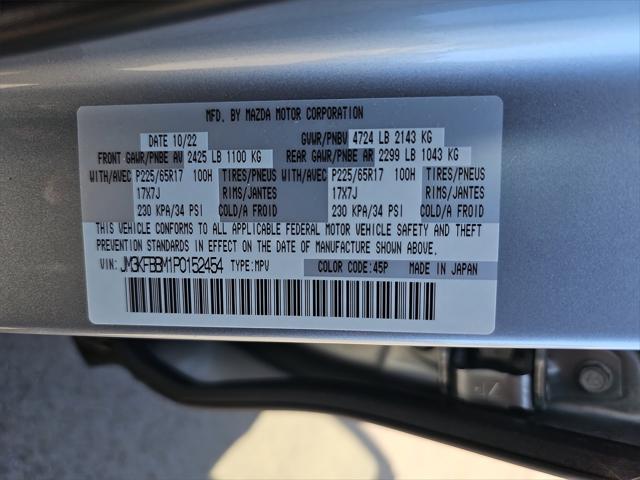 MFD. BY MAZDA MOTOR CORPORATION
DATE 10/22 GVWR/PNBV 4724 LB 2143 KG
FRONT GAWR/PNBE AV 2425 LB 1100 KG REAR GAWR/PNBE AR 2299 LB 1043 KG
WITH/AVEC P225/65R17 100H TIRES/PNEUS WITH/AVEC P225/65R17 100H TIRES/PNEUS
17X7J RIMS/JANTES 17X7J RIMS/JANTES
230 KPA/34 PSI COLD/A FROID 230 KPA/34 PSI COLD/A FROID
THIS VEHICLE CONFORMS TO ALL APPLICABLE FEDERAL MOTOR VEHICLE SAFETY AND THEFT
PREVENTION STANDARDS IN EFFECT ON THE DATE OF MANUFACTURE SHOWN ABOVE.
VIN: JM3KFBBM1P0152454 TYPE:MPV COLOR CODE:45P MADE IN JAPAN